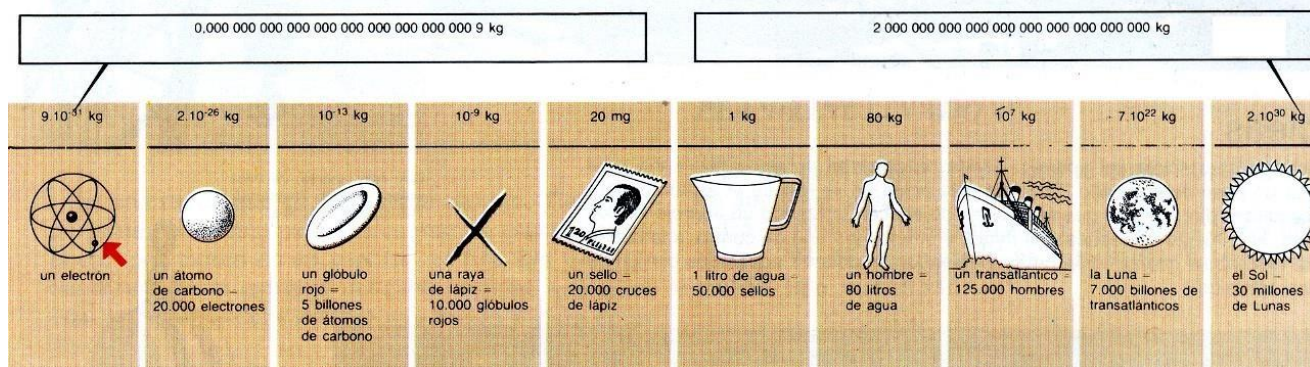 0,000 000 000 000 000 000 000 000 000 000 9 kg
2 000 000 000 000 000 000 000 000 000 000 kg
9.10⁻³¹ kg
un electrón
2.10⁻²⁶ kg
un átomo
de carbono =
20.000 electrones
10⁻¹³ kg
un glóbulo
rojo =
5 billones
de átomos
de carbono
10⁻⁹ kg
una raya
de lápiz =
10.000 glóbulos
rojos
20 mg
un sello =
20.000 cruces
de lápiz
1 kg
1 litro de agua =
50.000 sellos
80 kg
un hombre =
80 litros
de agua
10⁷ kg
un transatlántico =
125 000 hombres
7.10²² kg
la Luna =
7.000 billones de
transatlánticos
2.10³⁰ kg
el Sol =
30 millones
de Lunas